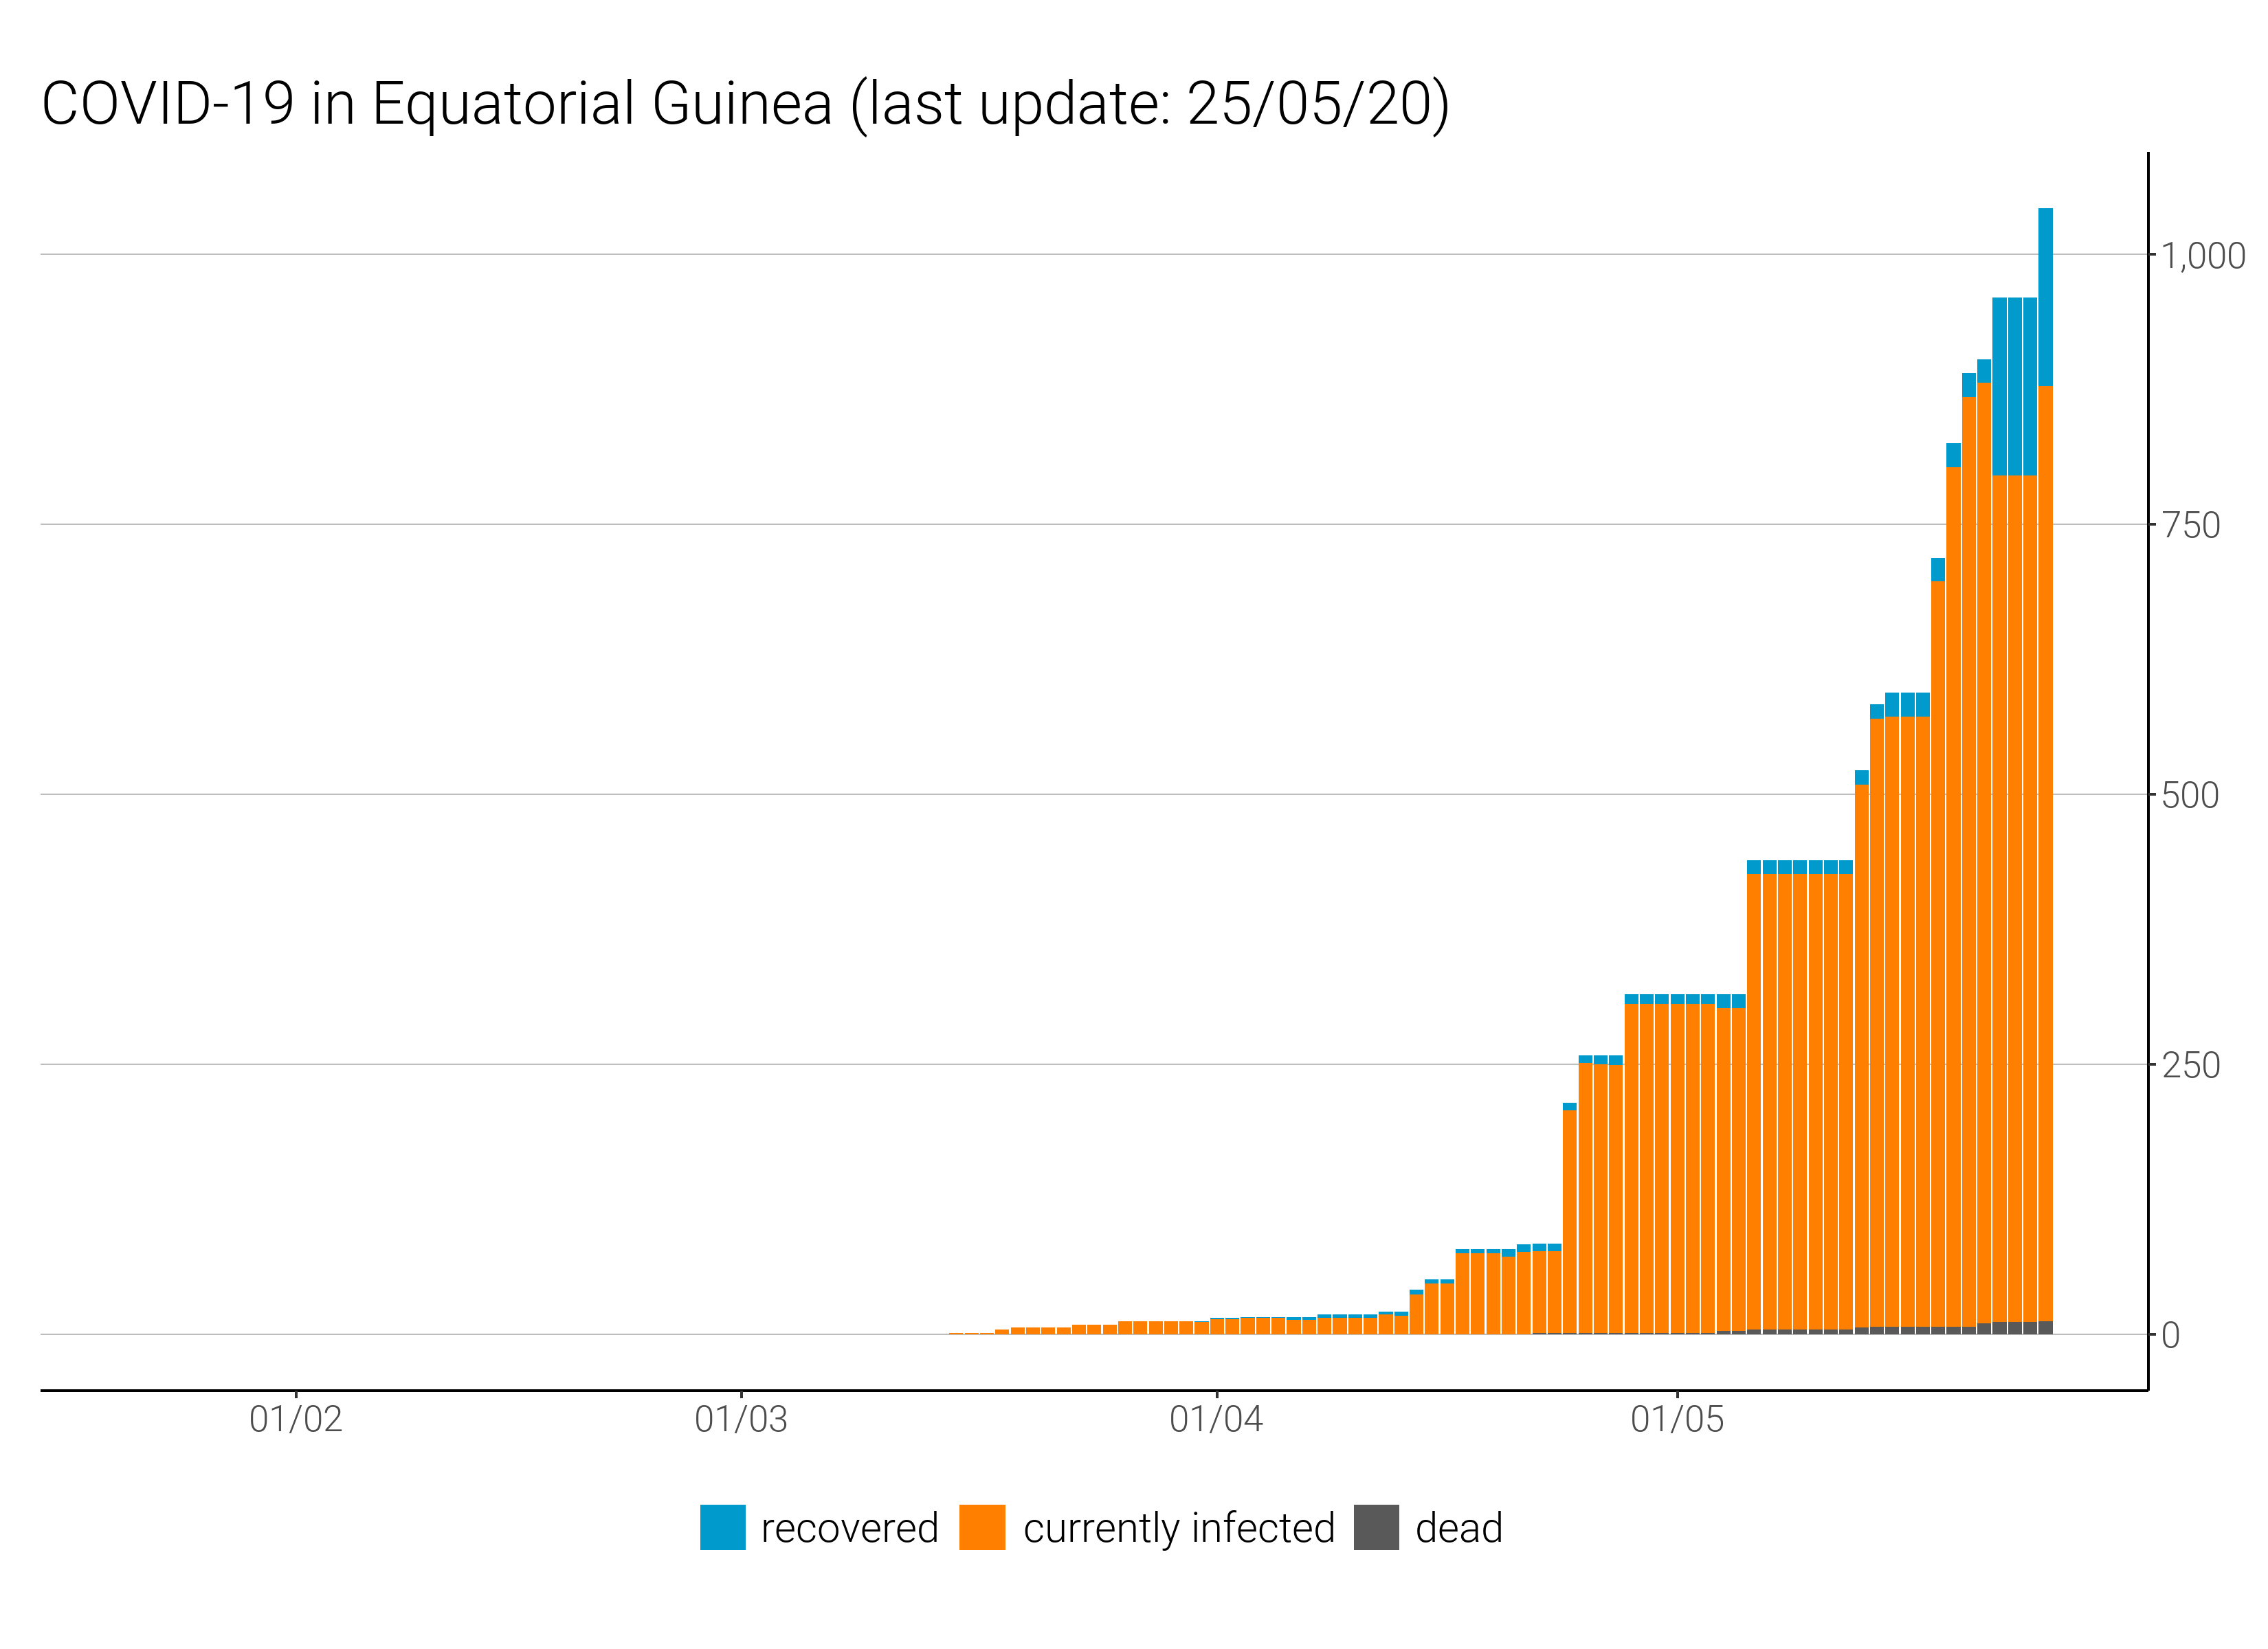 COVID-19 in Equatorial Guinea (last update: 25/05/20)
1,000
750
500
250
0
01/02 01/03 01/04 01/05
recovered currently infected dead